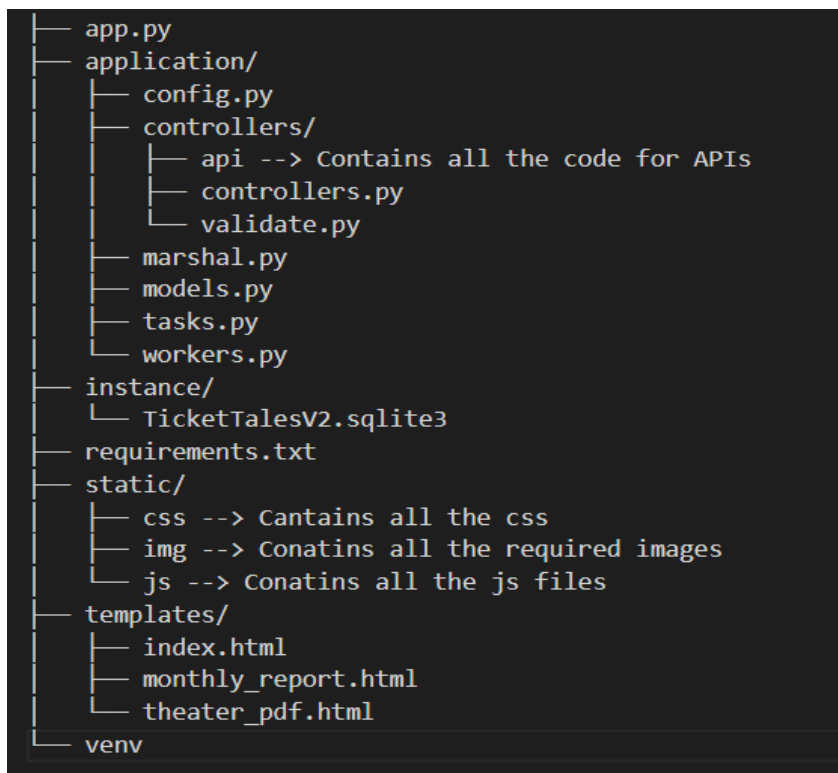 ├── app.py
├── application/
│   ├── config.py
│   ├── controllers/
│   │   ├── api --> Contains all the code for APIs
│   │   ├── controllers.py
│   │   └── validate.py
│   ├── marshal.py
│   ├── models.py
│   ├── tasks.py
│   └── workers.py
├── instance/
│   └── TicketTalesV2.sqlite3
├── requirements.txt
├── static/
│   ├── css --> Cantains all the css
│   ├── img --> Conatins all the required images
│   └── js --> Conatins all the js files
├── templates/
│   ├── index.html
│   ├── monthly_report.html
│   └── theater_pdf.html
└── venv